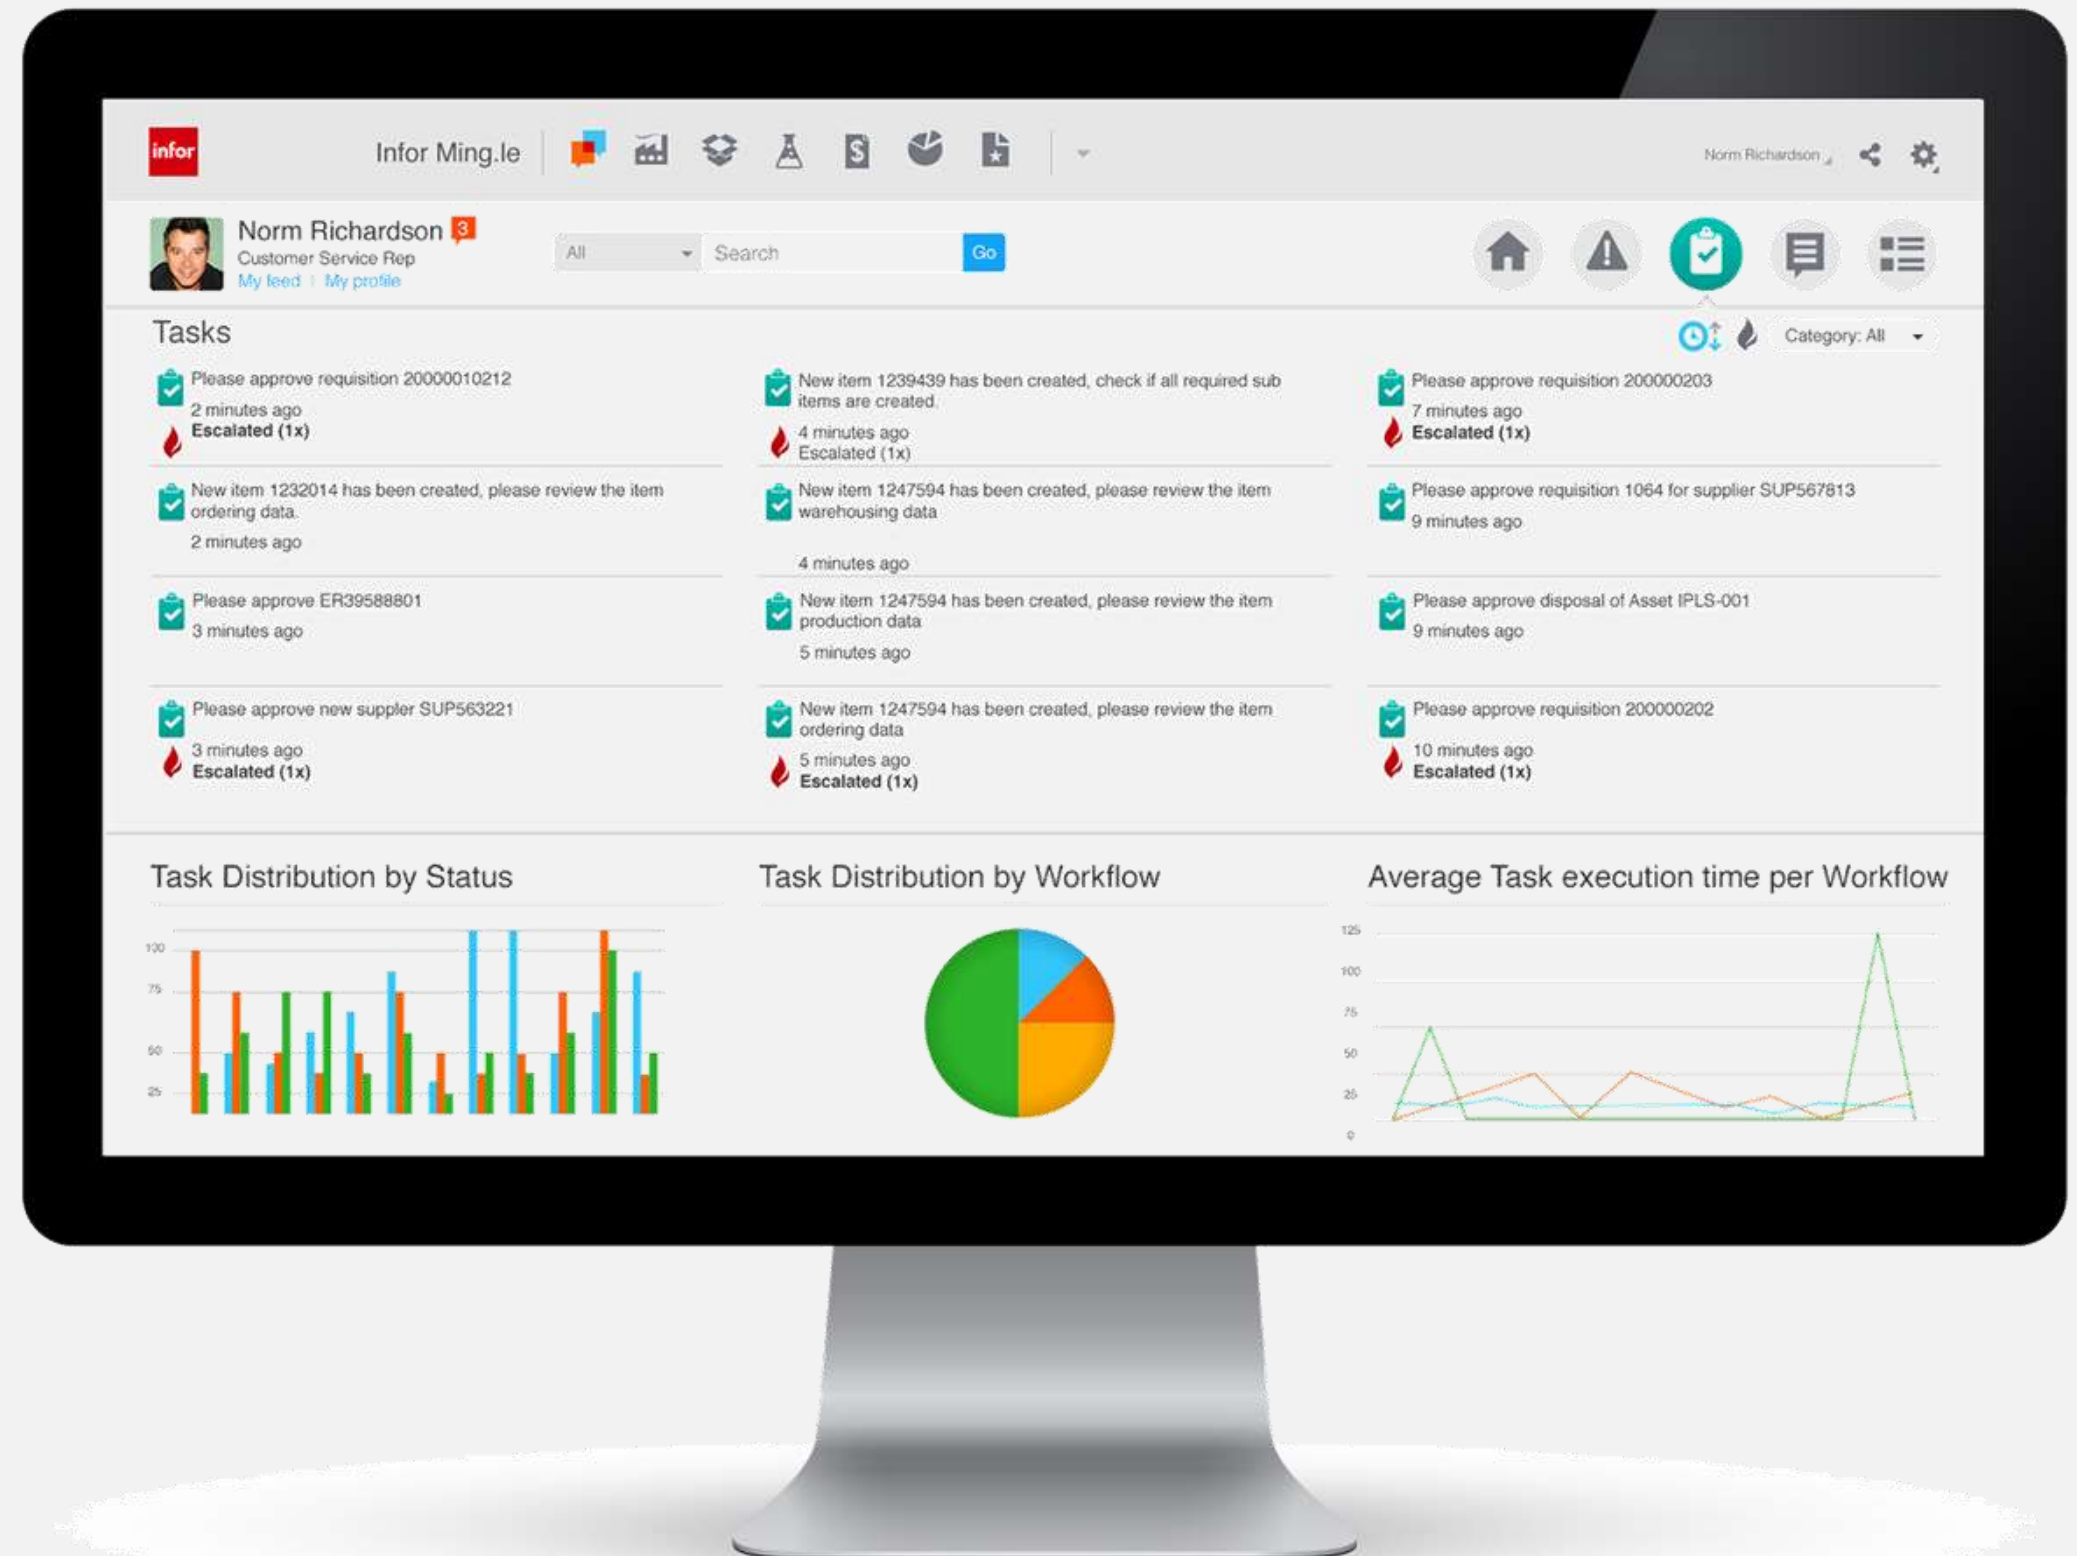 infor
Infor Ming.le
Norm Richardson
Norm Richardson 3
Customer Service Rep
My feed | My profile
All
Search
Go
Tasks
Category: All
Please approve requisition 20000010212
2 minutes ago
Escalated (1x)
New item 1232014 has been created, please review the item
ordering data.
2 minutes ago
Please approve ER39588801
3 minutes ago
Please approve new suppler SUP563221
3 minutes ago
Escalated (1x)
New item 1239439 has been created, check if all required sub
items are created.
4 minutes ago
Escalated (1x)
New item 1247594 has been created, please review the item
warehousing data
4 minutes ago
New item 1247594 has been created, please review the item
production data
5 minutes ago
New item 1247594 has been created, please review the item
ordering data
5 minutes ago
Escalated (1x)
Please approve requisition 200000203
7 minutes ago
Escalated (1x)
Please approve requisition 1064 for supplier SUP567813
9 minutes ago
Please approve disposal of Asset IPLS-001
9 minutes ago
Please approve requisition 200000202
10 minutes ago
Escalated (1x)
Task Distribution by Status
100
75
50
25
Task Distribution by Workflow
Average Task execution time per Workflow
125
100
75
50
25
0